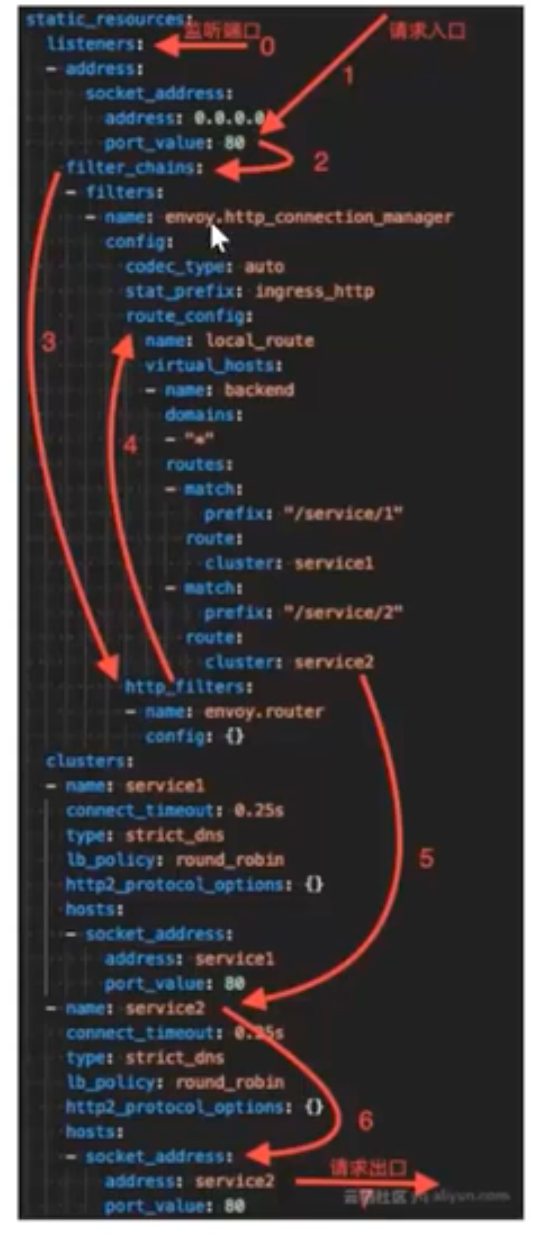 static_resources:
监听端口
请求入口
listeners:
0
- address:
1
socket_address:
address: 0.0.0.0
port_value: 80
2
filter_chains:
- filters:
- name: envoy.http_connection_manager
config:
codec_type: auto
stat_prefix: ingress_http
route_config:
3
name: local_route
virtual_hosts:
- name: backend
domains:
4
- "*"
routes:
- match:
prefix: "/service/1"
route:
cluster: service1
- match:
prefix: "/service/2"
route:
cluster: service2
http_filters:
- name: envoy.router
config: {}
clusters:
- name: service1
connect_timeout: 0.25s
type: strict_dns
lb_policy: round_robin
5
http2_protocol_options: {}
hosts:
- socket_address:
address: service1
port_value: 80
- name: service2
connect_timeout: 0.25s
type: strict_dns
lb_policy: round_robin
http2_protocol_options: {}
6
hosts:
- socket_address:
请求出口
address: service2
7
port_value: 80
社区 aliyun.com